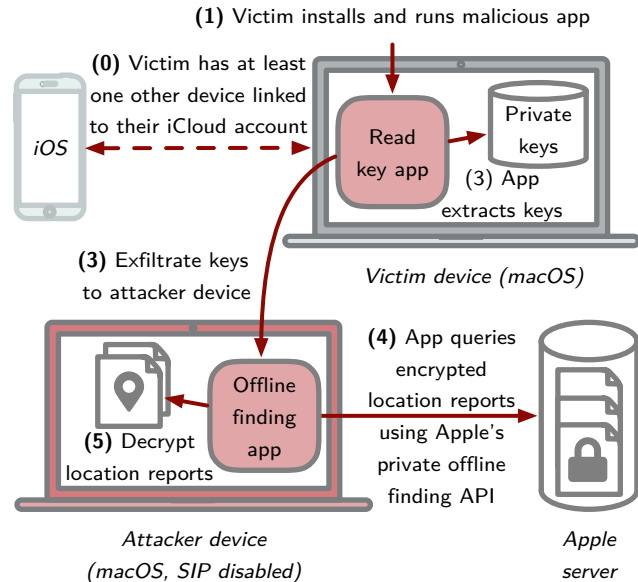 (1) Victim installs and runs malicious app
(0) Victim has at least
one other device linked
to their iCloud account
iOS
Read
key app
Private
keys
(3) App
extracts keys
Victim device (macOS)
(3) Exfiltrate keys
to attacker device
(4) App queries
encrypted
location reports
using Apple's
private offline
finding API
Offline
finding
app
(5) Decrypt
location reports
Attacker device
(macOS, SIP disabled)
Apple
server